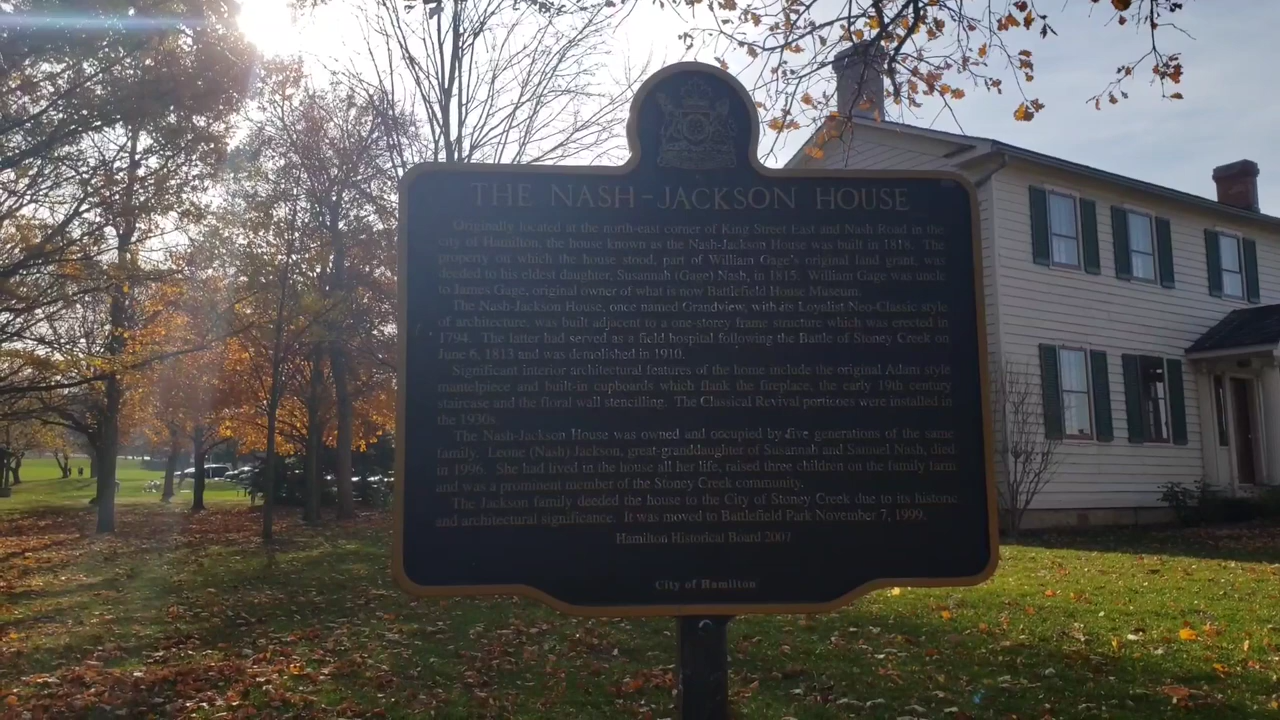 THE NASH-JACKSON HOUSE
Originally located at the north-east corner of King Street East and Nash Road in the
city of Hamilton, the house known as the Nash-Jackson House was built in 1818. The
property on which the house stood, part of William Gage's original land grant, was
deeded to his eldest daughter, Susannah (Gage) Nash, in 1815. William Gage was uncle
to James Gage, original owner of what is now Battlefield House Museum.
The Nash-Jackson House, once named Grandview, with its Loyalist Neo-Classic style
of architecture, was built adjacent to a one-storey frame structure which was erected in
1794. The latter had served as a field hospital following the Battle of Stoney Creek on
June 6, 1813 and was demolished in 1910.
Significant interior architectural features of the home include the original Adam style
mantelpiece and built-in cupboards which flank the fireplace, the early 19th century
staircase and the floral wall stencilling. The Classical Revival porticoes were installed in
the 1930s.
The Nash-Jackson House was owned and occupied by five generations of the same
family. Leone (Nash) Jackson, great-granddaughter of Susannah and Samuel Nash, died
in 1996. She had lived in the house all her life, raised three children on the family farm
and was a prominent member of the Stoney Creek community.
The Jackson family deeded the house to the City of Stoney Creek due to its historic
and architectural significance. It was moved to Battlefield Park November 7, 1999.
Hamilton Historical Board 2007
City of Hamilton